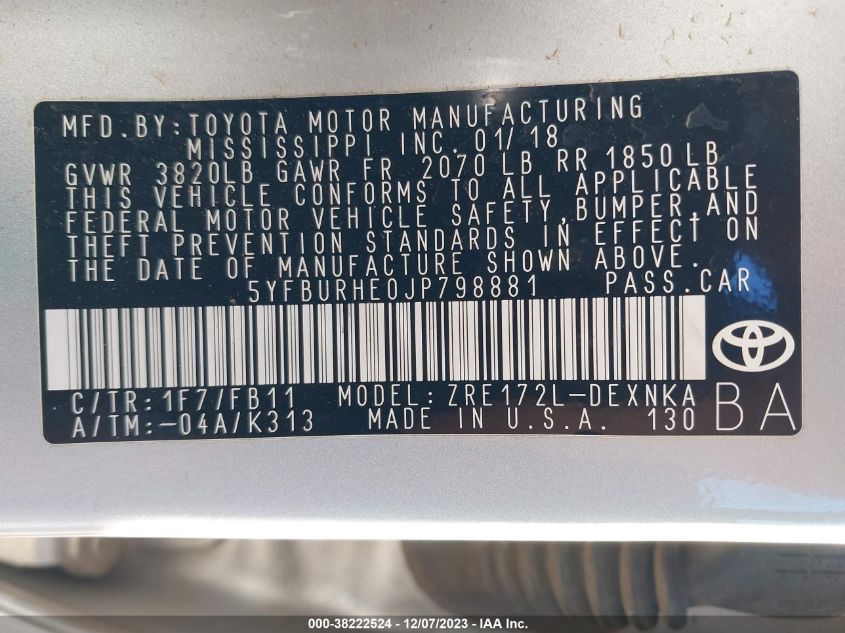 MFD.BY:TOYOTA MOTOR MANUFACTURING
MISSISSIPPI INC. 01/18
GVWR 3820LB GAWR FR 2070LB RR 1850LB
THIS VEHICLE CONFORMS TO ALL APPLICABLE
FEDERAL MOTOR VEHICLE SAFETY,BUMPER,AND
THEFT PREVENTION STANDARDS IN EFFECT ON
THE DATE OF MANUFACTURE SHOWN ABOVE.
5YFBURHE0JP798881 PASS.CAR
C/TR:1F7/FB11 MODEL:ZRE172L-DEXNKA
A/TM:-04A/K313 MADE IN U.S.A. 130
BA
000-38222524 - 12/07/2023 - IAA Inc.